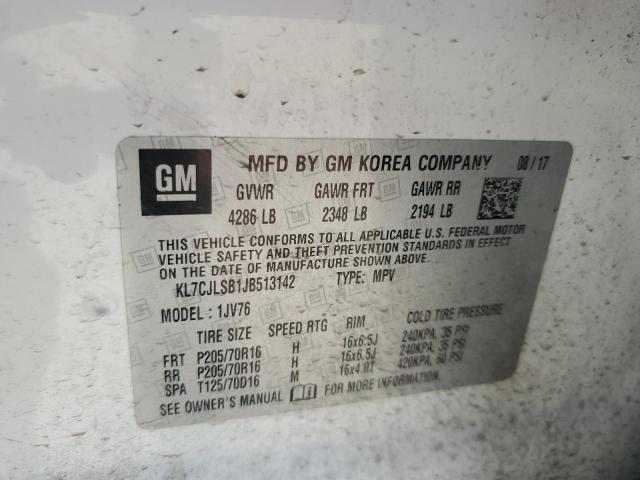 GM
MFD BY GM KOREA COMPANY 08/17
GVWR GAWR FRT GAWR RR
4286 LB 2348 LB 2194 LB
THIS VEHICLE CONFORMS TO ALL APPLICABLE U.S. FEDERAL MOTOR
VEHICLE SAFETY AND THEFT PREVENTION STANDARDS IN EFFECT
ON THE DATE OF MANUFACTURE SHOWN ABOVE.
KL7CJLSB1JB513142 TYPE: MPV
MODEL: 1JV76
TIRE SIZE SPEED RTG RIM COLD TIRE PRESSURE
FRT P205/70R16 H 16x6.5J 240KPA, 35 PSI
RR P205/70R16 H 16x6.5J 240KPA, 35 PSI
SPA T125/70D16 M 16x4.0T 420KPA, 60 PSI
SEE OWNER'S MANUAL FOR MORE INFORMATION.